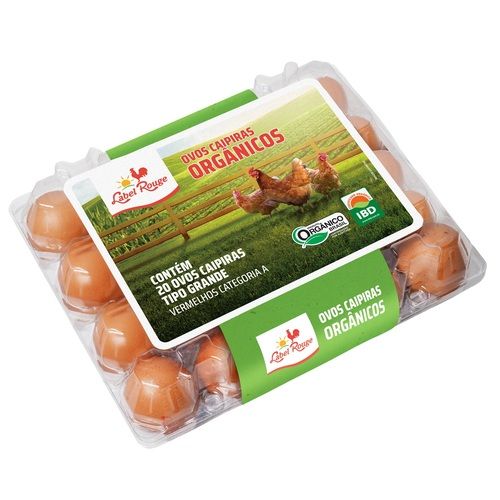 Label Rouge
OVOS CAIPIRAS
ORGÂNICOS
CONTÉM
20 OVOS CAIPIRAS
TIPO GRANDE
VERMELHOS CATEGORIA A
ORGÂNICO
BRASIL
IBD
Label Rouge
OVOS CAIPIRAS
ORGÂNICOS